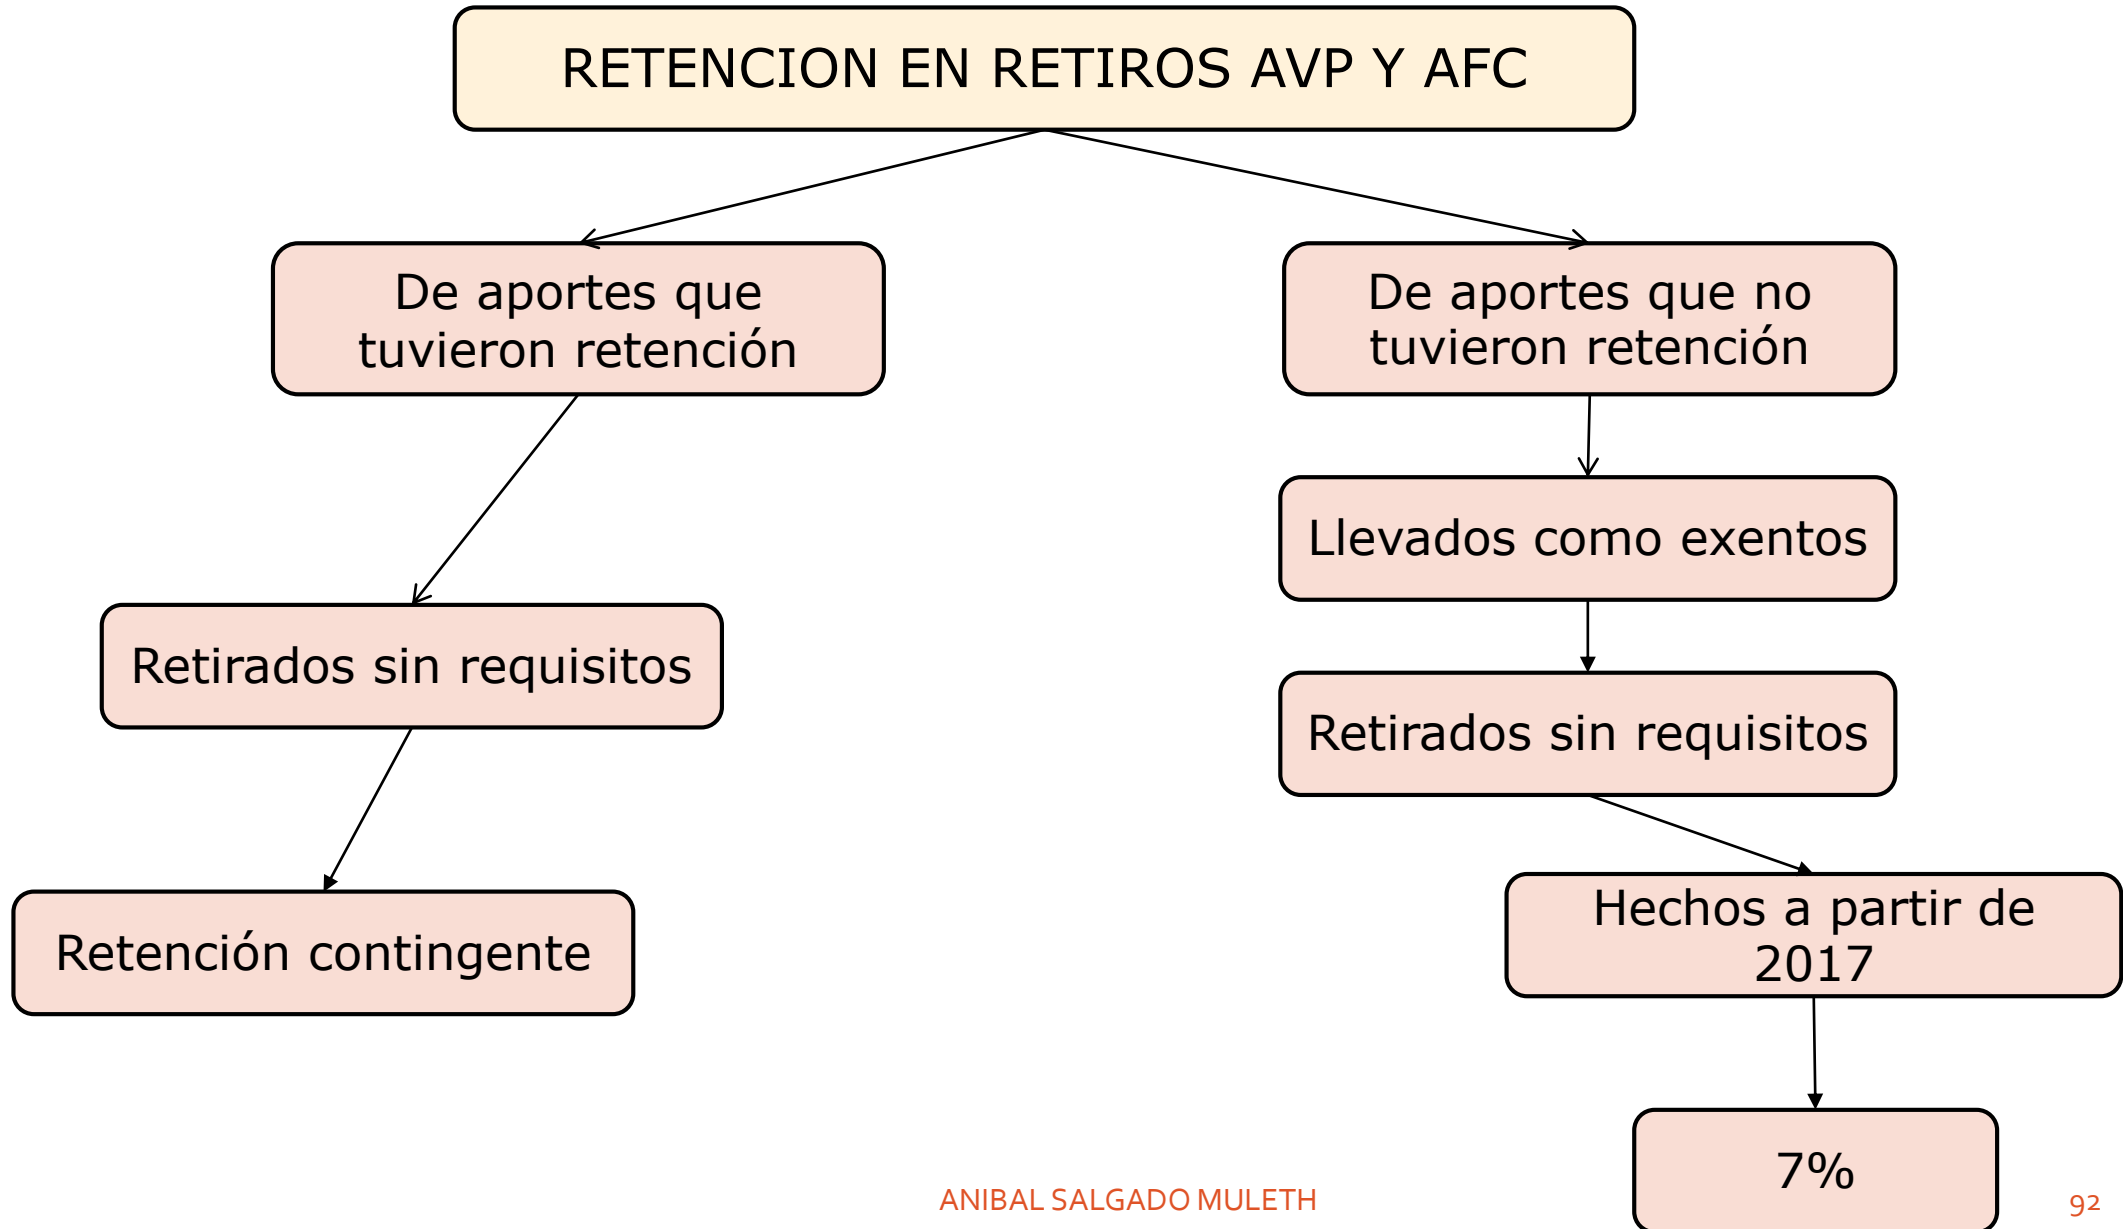 RETENCION EN RETIROS AVP Y AFC
De aportes que
tuvieron retención
De aportes que no
tuvieron retención
Llevados como exentos
Retirados sin requisitos
Retirados sin requisitos
Retención contingente
Hechos a partir de
2017
7%
ANIBAL SALGADO MULETH
92